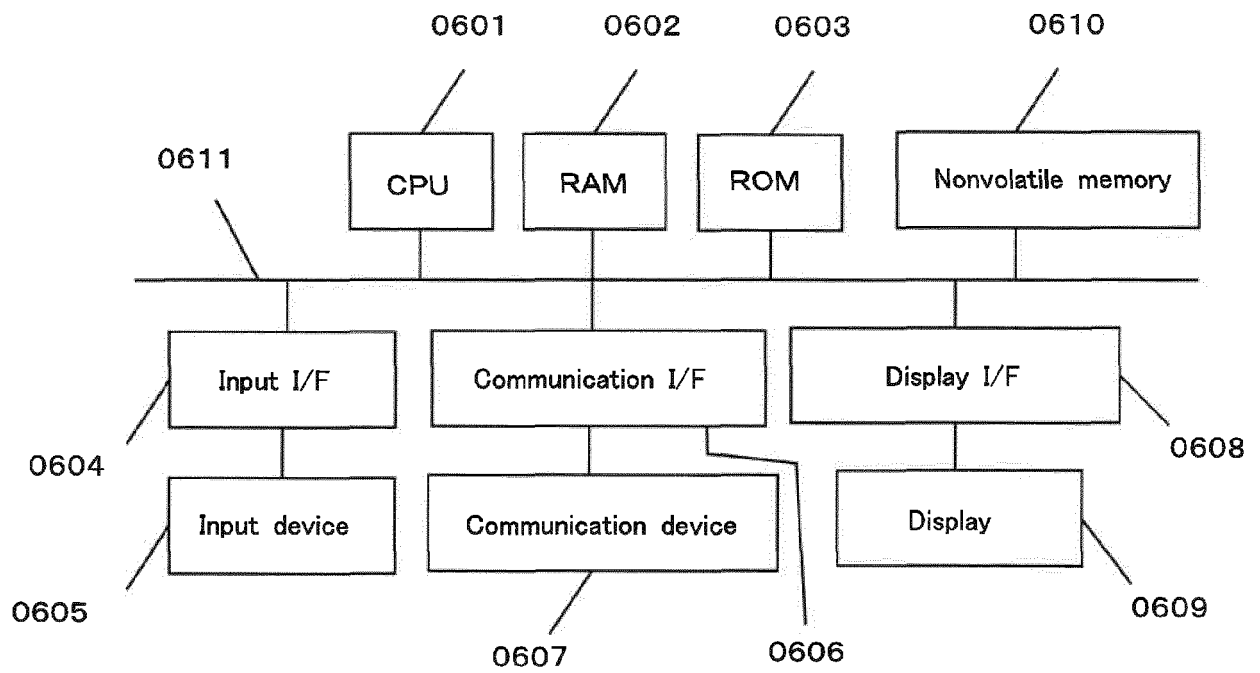 0601 0602 0603 0610
0611
CPU RAM ROM Nonvolatile memory
Input I/F Communication I/F Display I/F
0604 0608
Input device Communication device Display
0605 0609
0607 0606